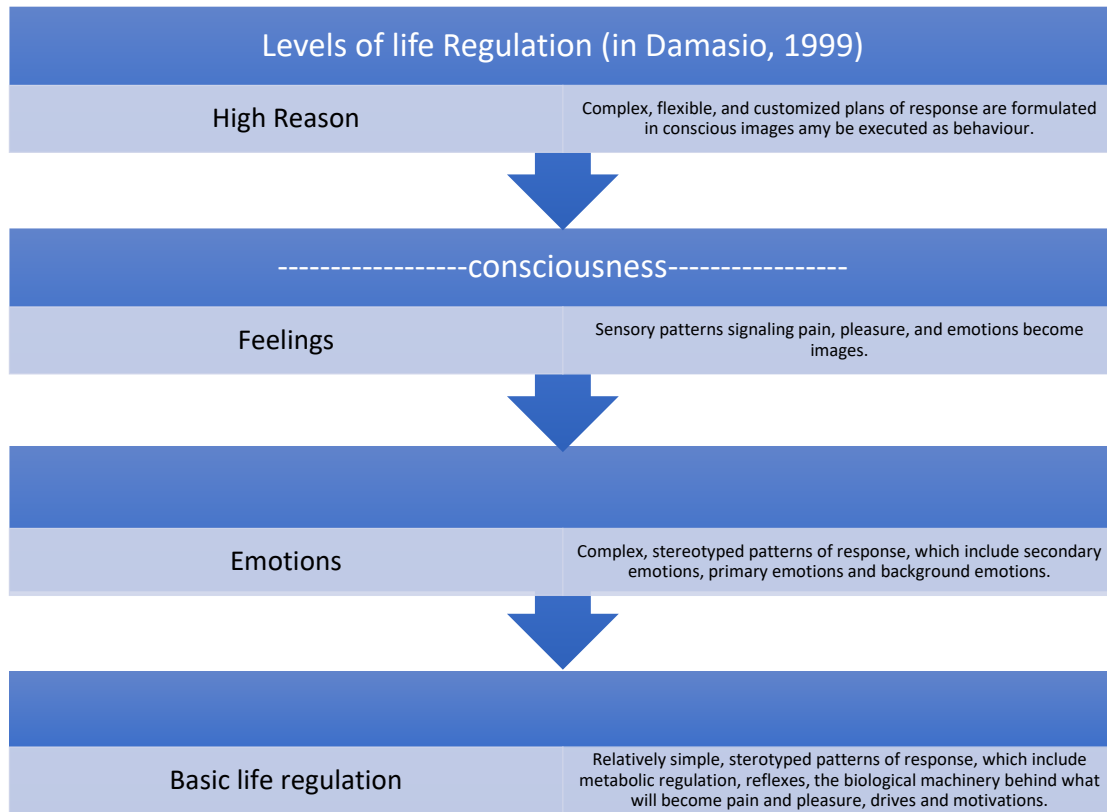 Levels of life Regulation (in Damasio, 1999)
High Reason
Complex, flexible, and customized plans of response are formulated
in conscious images amy be executed as behaviour.
------------------consciousness-----------------
Feelings
Sensory patterns signaling pain, pleasure, and emotions become
images.
Emotions
Complex, stereotyped patterns of response, which include secondary
emotions, primary emotions and background emotions.
Basic life regulation
Relatively simple, sterotyped patterns of response, which include
metabolic regulation, reflexes, the biological machinery behind what
will become pain and pleasure, drives and motivations.